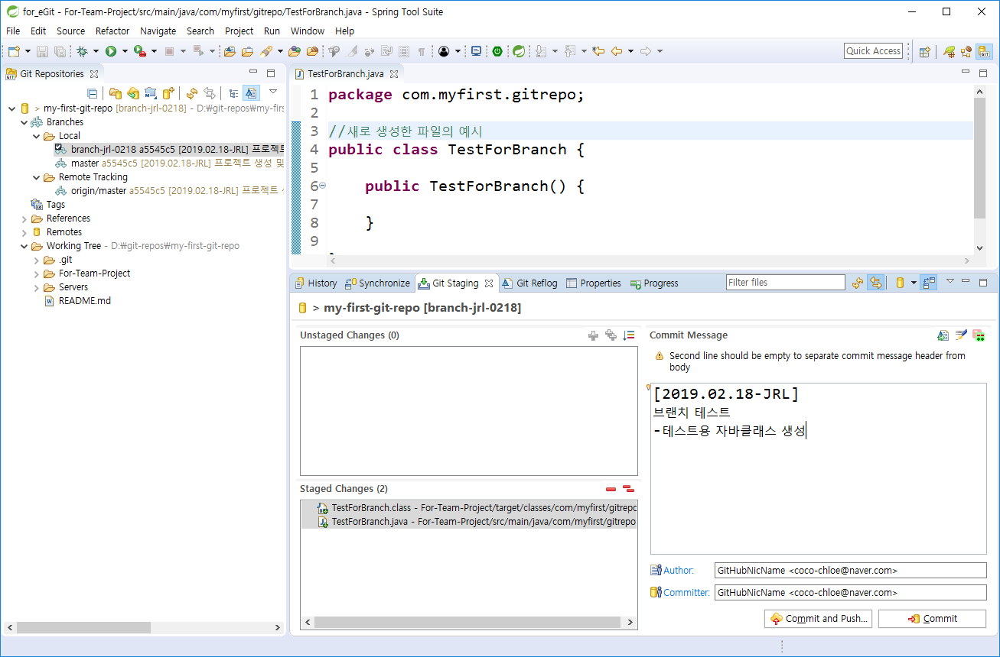 for_eGit - For-Team-Project/src/main/java/com/myfirst/gitrepo/TestForBranch.java - Spring Tool Suite
File Edit Source Refactor Navigate Search Project Run Window Help
Quick Access
Git Repositories
> my-first-git-repo [branch-jrl-0218] - D:₩git-repos₩my-firs
Branches
Local
branch-jrl-0218 a5545c5 [2019.02.18-JRL] 프로젝트
master a5545c5 [2019.02.18-JRL] 프로젝트 생성 및
Remote Tracking
origin/master a5545c5 [2019.02.18-JRL] 프로젝트
Tags
References
Remotes
Working Tree - D:₩git-repos₩my-first-git-repo
.git
For-Team-Project
Servers
README.md
TestForBranch.java
1 package com.myfirst.gitrepo;
2
3 //새로 생성한 파일의 예시
4 public class TestForBranch {
5
6 public TestForBranch() {
7
8 }
9
History Synchronize Git Staging Git Reflog Properties Progress
Filter files
> my-first-git-repo [branch-jrl-0218]
Unstaged Changes (0)
Staged Changes (2)
TestForBranch.class - For-Team-Project/target/classes/com/myfirst/gitrepo
TestForBranch.java - For-Team-Project/src/main/java/com/myfirst/gitrepo
Commit Message
Second line should be empty to separate commit message header from
body
[2019.02.18-JRL]
브랜치 테스트
-테스트용 자바클래스 생성
Author: GitHubNicName <coco-chloe@naver.com>
Committer: GitHubNicName <coco-chloe@naver.com>
Commit and Push... Commit